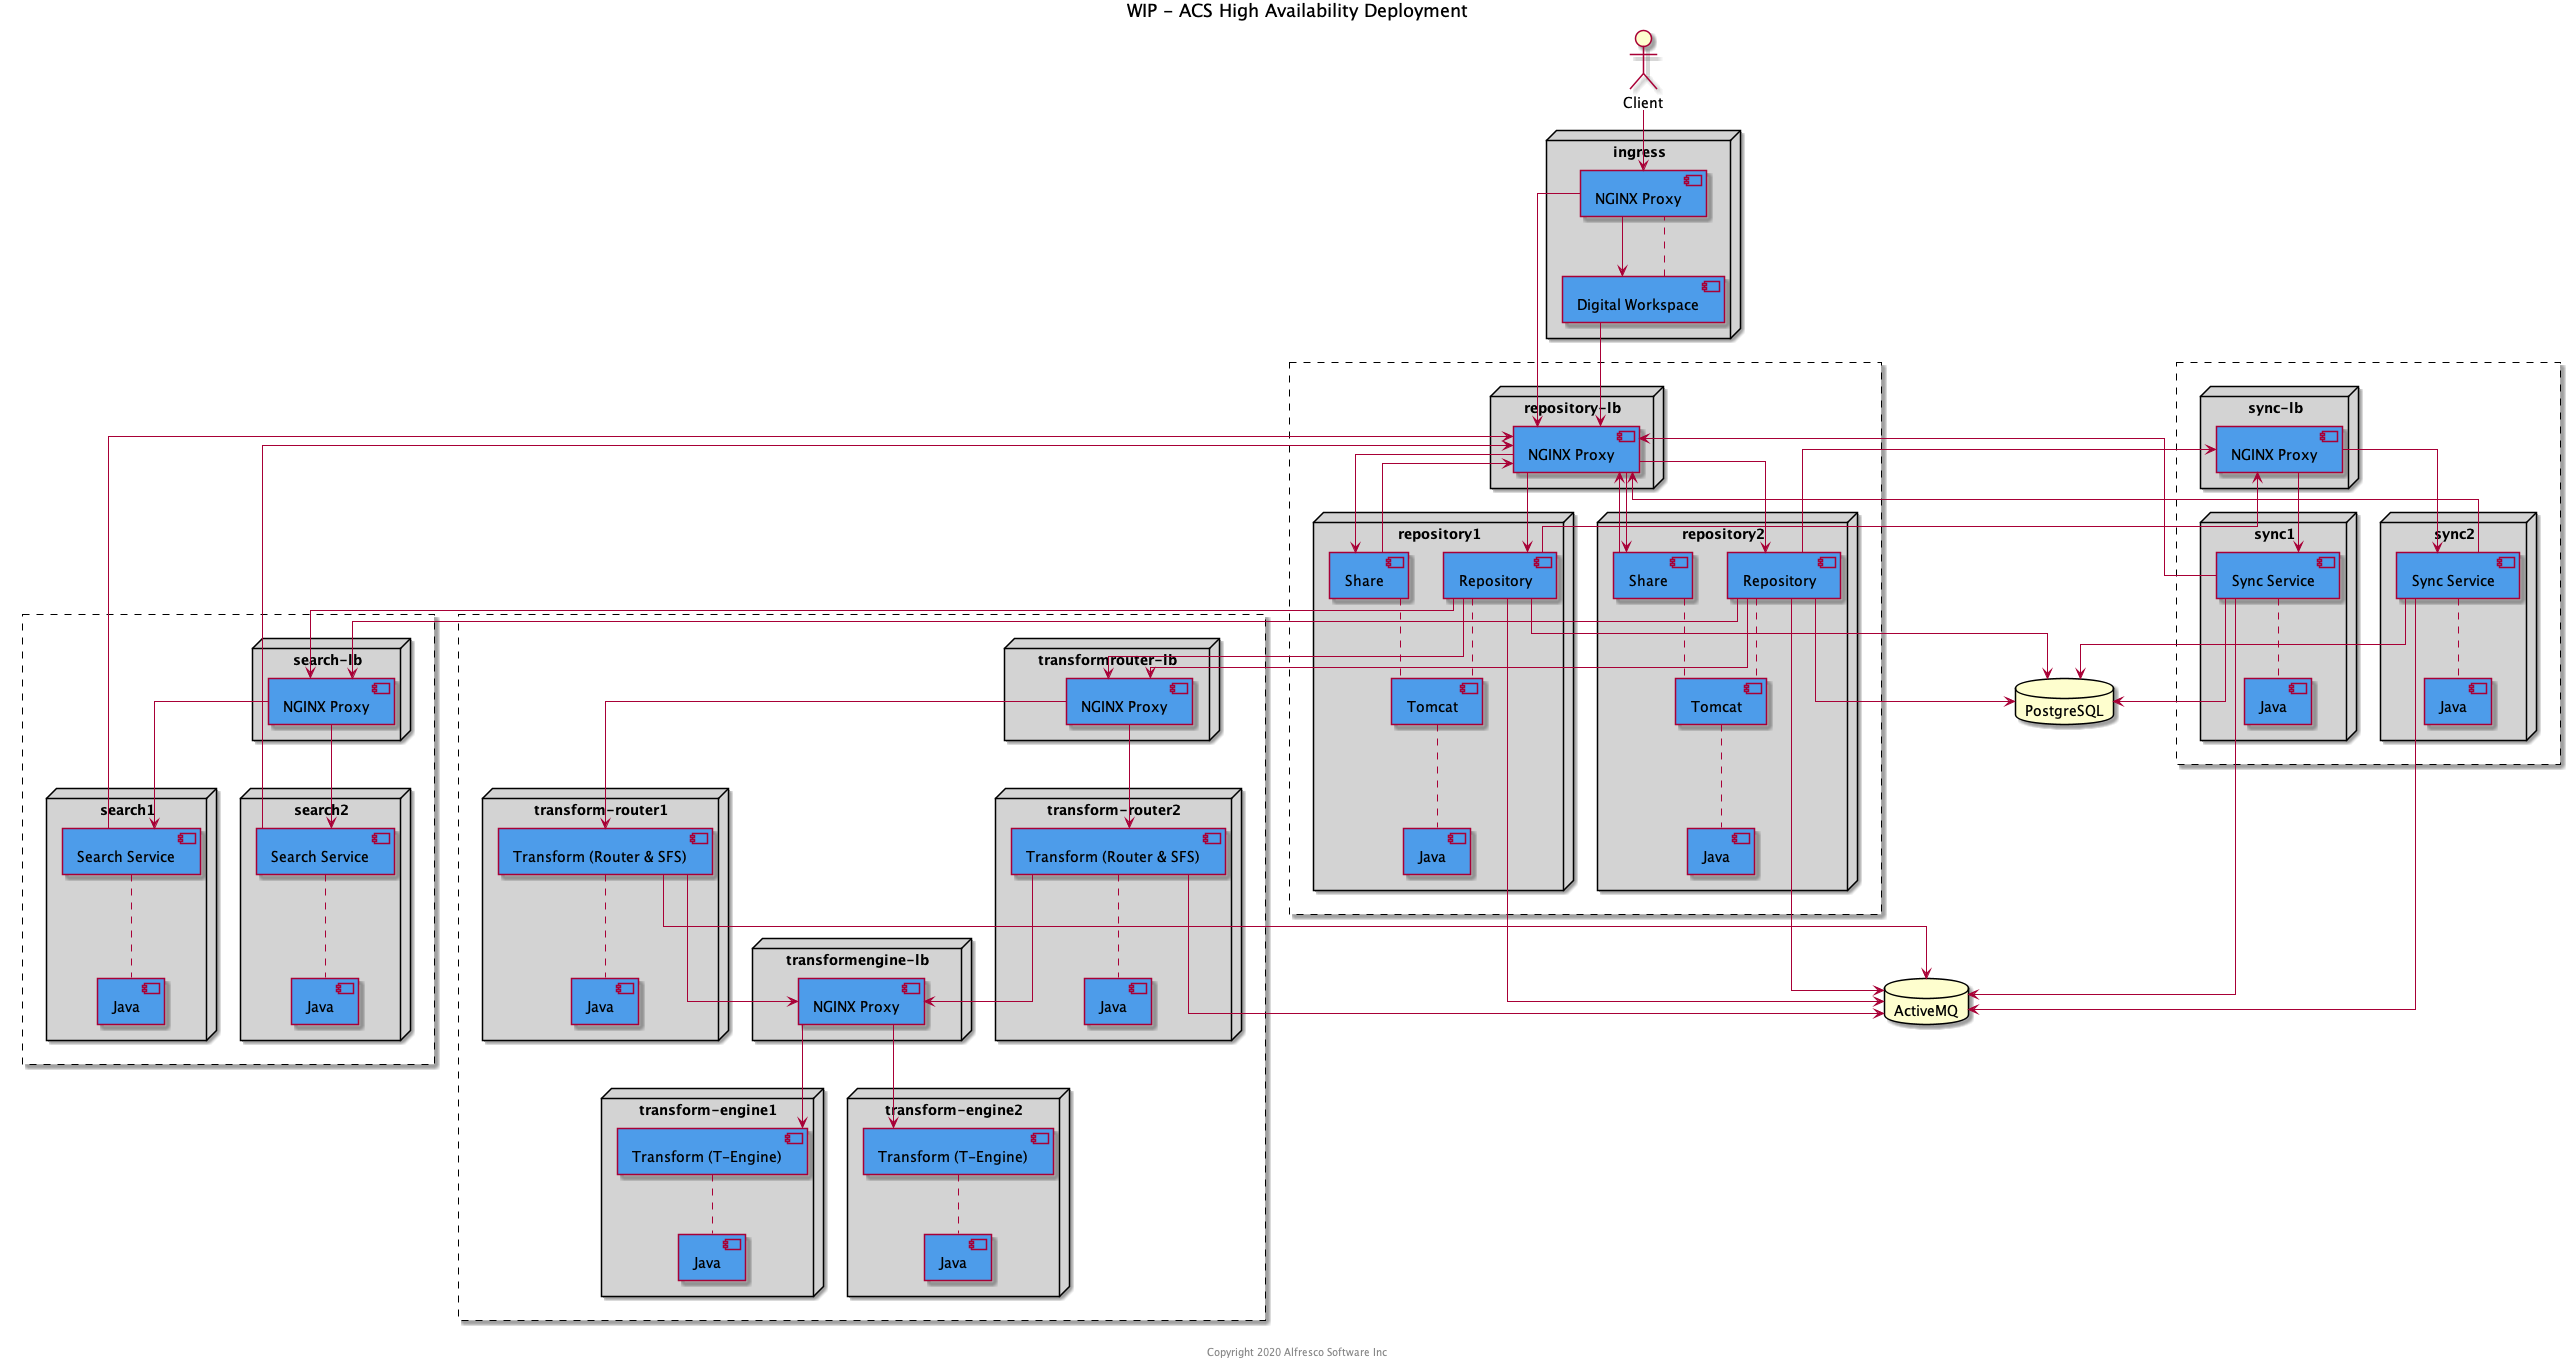 WIP - ACS High Availability Deployment
Client
ingress
NGINX Proxy
Digital Workspace
repository-lb
NGINX Proxy
sync-lb
NGINX Proxy
repository1
Share
Repository
repository2
Share
Repository
sync1
Sync Service
sync2
Sync Service
search-lb
NGINX Proxy
transformrouter-lb
NGINX Proxy
Tomcat
Tomcat
PostgreSQL
Java
Java
search1
Search Service
search2
Search Service
transform-router1
Transform (Router & SFS)
transform-router2
Transform (Router & SFS)
Java
Java
transformengine-lb
NGINX Proxy
Java
Java
Java
Java
ActiveMQ
transform-engine1
Transform (T-Engine)
transform-engine2
Transform (T-Engine)
Java
Java
Copyright 2020 Alfresco Software Inc